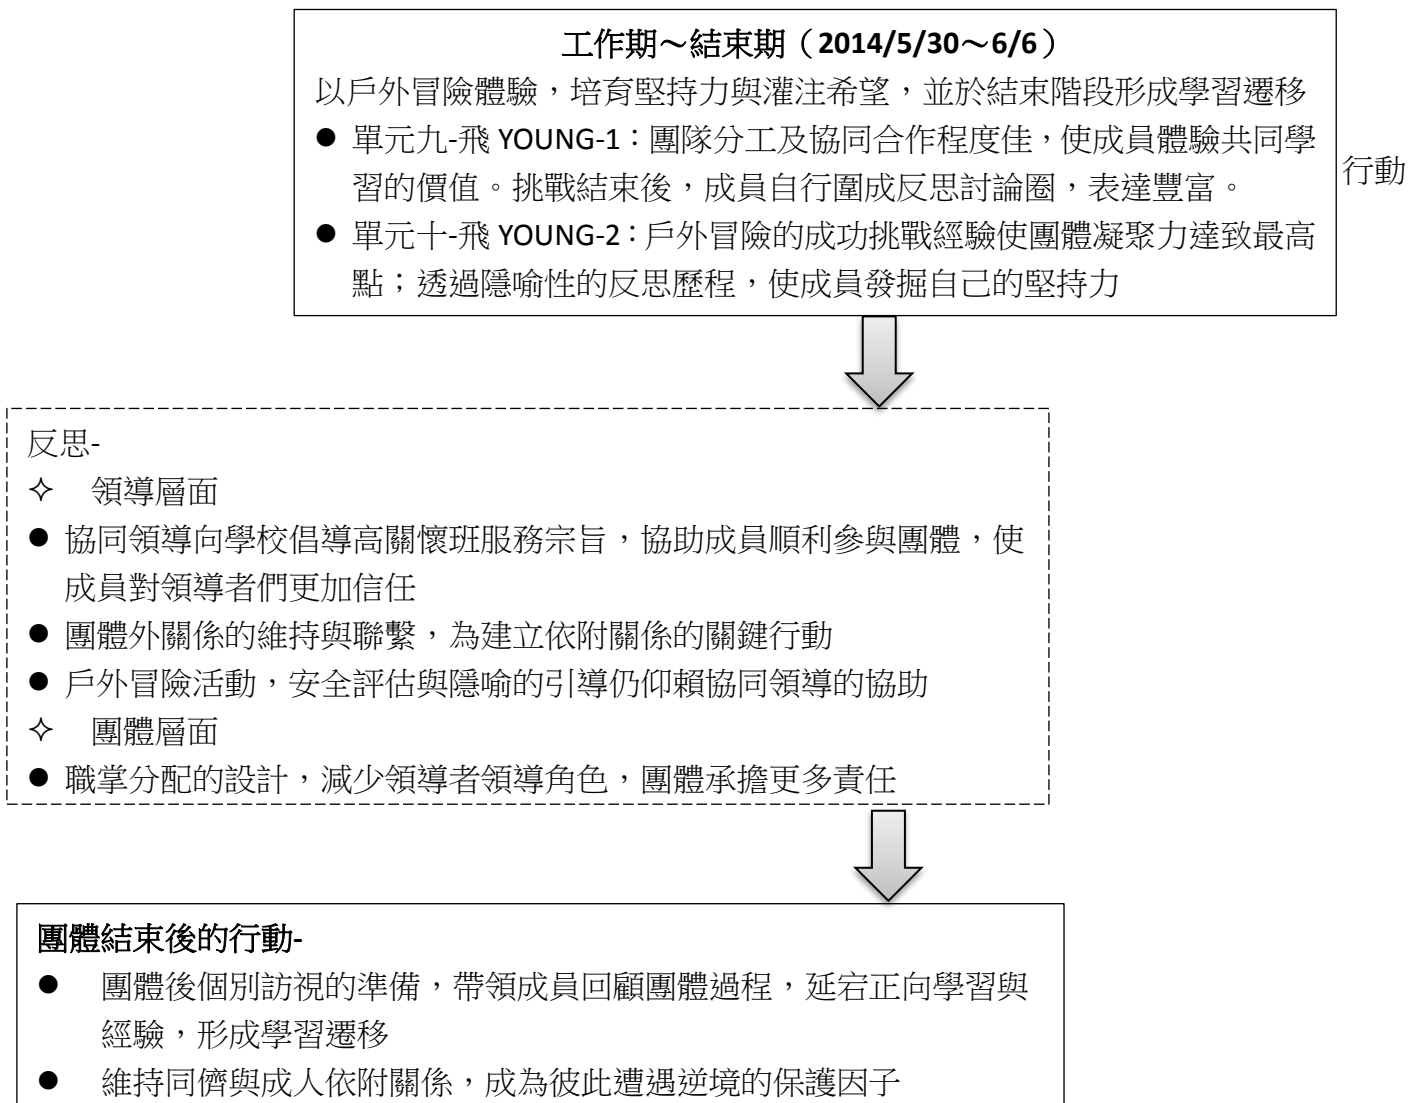 工作期～結束期（2014/5/30～6/6）
以戶外冒險體驗，培育堅持力與灌注希望，並於結束階段形成學習遷移
● 單元九-飛 YOUNG-1：團隊分工及協同合作程度佳，使成員體驗共同學
習的價值。挑戰結束後，成員自行圍成反思討論圈，表達豐富。
● 單元十-飛 YOUNG-2：戶外冒險的成功挑戰經驗使團體凝聚力達致最高
點；透過隱喻性的反思歷程，使成員發掘自己的堅持力
行動
反思-
✧ 領導層面
● 協同領導向學校倡導高關懷班服務宗旨，協助成員順利參與團體，使
成員對領導者們更加信任
● 團體外關係的維持與聯繫，為建立依附關係的關鍵行動
● 戶外冒險活動，安全評估與隱喻的引導仍仰賴協同領導的協助
✧ 團體層面
● 職掌分配的設計，減少領導者領導角色，團體承擔更多責任
團體結束後的行動-
● 團體後個別訪視的準備，帶領成員回顧團體過程，延宕正向學習與
經驗，形成學習遷移
● 維持同儕與成人依附關係，成為彼此遭遇逆境的保護因子